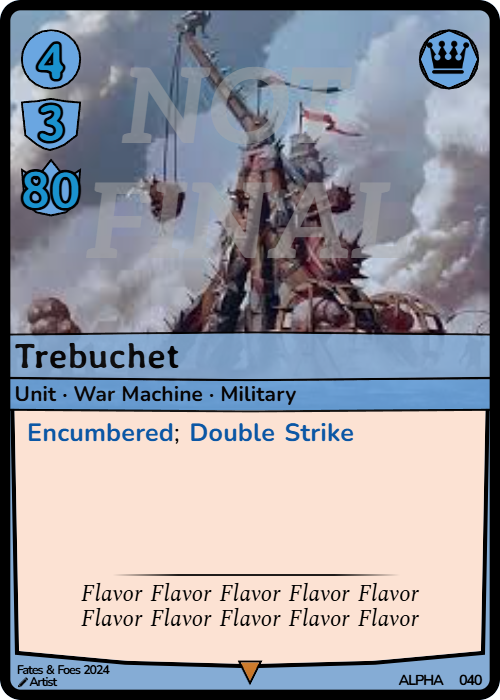 4
3
80
NOT
FINAL
Trebuchet
Unit · War Machine · Military
Encumbered; Double Strike
Flavor Flavor Flavor Flavor Flavor
Flavor Flavor Flavor Flavor Flavor
Fates & Foes 2024
Artist
ALPHA 040